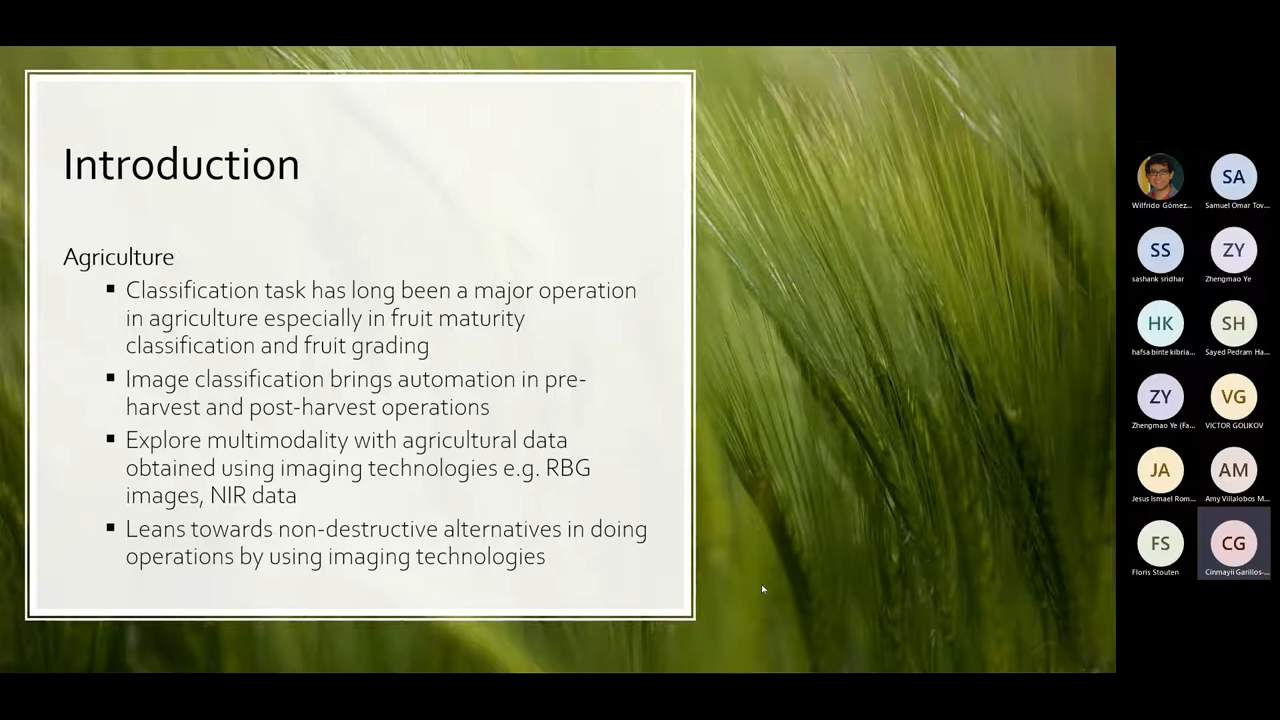 Introduction
Agriculture
▪ Classification task has long been a major operation
in agriculture especially in fruit maturity
classification and fruit grading
▪ Image classification brings automation in pre-
harvest and post-harvest operations
▪ Explore multimodality with agricultural data
obtained using imaging technologies e.g. RBG
images, NIR data
▪ Leans towards non-destructive alternatives in doing
operations by using imaging technologies
Wilfrido Gómez...
SA
Samuel Omar Tov...
SS
sashank sridhar
ZY
Zhengmao Ye
HK
hafsa binte kibria...
SH
Sayed Pedram Ha...
ZY
Zhengmao Ye (Fa...
VG
VICTOR GOLIKOV
JA
Jesus Ismael Rom...
AM
Amy Villalobos M...
FS
Floris Stouten
CG
Cinmayii Garillos-...